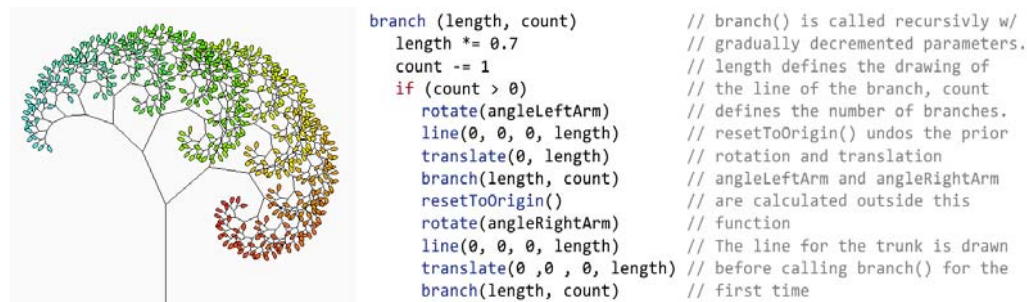 branch (length, count) // branch() is called recursivly w/
length *= 0.7 // gradually decremented parameters.
count -= 1 // length defines the drawing of
if (count > 0) // the line of the branch, count
rotate(angleLeftArm) // defines the number of branches.
line(0, 0, 0, length) // resetToOrigin() undos the prior
translate(0, length) // rotation and translation
branch(length, count) // angleLeftArm and angleRightArm
resetToOrigin() // are calculated outside this
rotate(angleRightArm) // function
line(0, 0, 0, length) // The line for the trunk is drawn
translate(0 ,0 , 0, length) // before calling branch() for the
branch(length, count) // first time